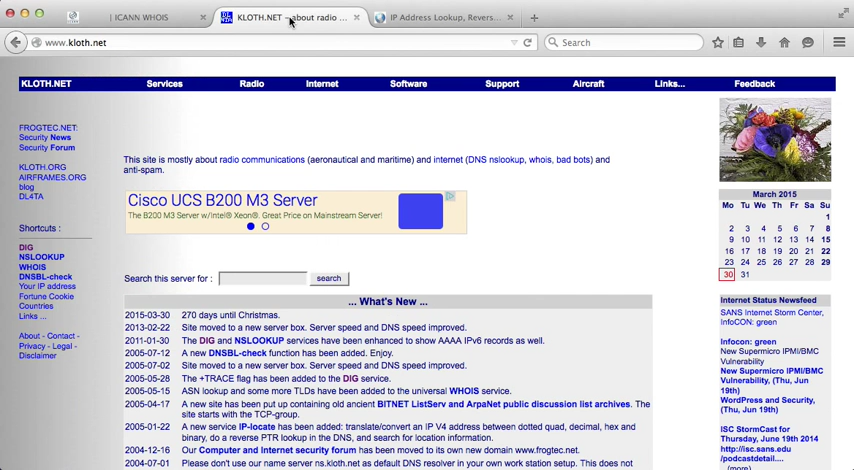 | ICANN WHOIS
KLOTH.NET – about radio ...
IP Address Lookup, Revers...
www.kloth.net
Search
KLOTH.NET
Services
Radio
Internet
Software
Support
Aircraft
Links...
Feedback
FROGTEC.NET:
Security News
Security Forum
KLOTH.ORG
AIRFRAMES.ORG
blog
DL4TA
Shortcuts :
DIG
NSLOOKUP
WHOIS
DNSBL-check
Your IP address
Fortune Cookie
Countries
Links ...
About - Contact -
Privacy - Legal -
Disclaimer
This site is mostly about radio communications (aeronautical and maritime) and internet (DNS nslookup, whois, bad bots) and
anti-spam.
Cisco UCS B200 M3 Server
The B200 M3 Server w/Intel® Xeon®. Great Price on Mainstream Server!
Search this server for :
search
... What's New ...
2015-03-30 270 days until Christmas.
2013-02-22 Site moved to a new server box. Server speed and DNS speed improved.
2011-01-30 The DIG and NSLOOKUP services have been enhanced to show AAAA IPv6 records as well.
2005-07-12 A new DNSBL-check function has been added. Enjoy.
2005-07-02 Site moved to a new server box. Server speed and DNS speed improved.
2005-05-28 The +TRACE flag has been added to the DIG service.
2005-05-15 ASN lookup and some more TLDs have been added to the universal WHOIS service.
2005-04-17 A new site has been put up containing old ancient BITNET ListServ and ArpaNet public discussion list archives. The
site starts with the TCP-group.
2005-01-22 A new service IP-locate has been added: translate/convert an IP V4 address between dotted quad, decimal, hex and
binary, do a reverse PTR lookup in the DNS, and search for location information.
2004-12-16 Our Computer and Internet security forum has been moved to its own new domain www.frogtec.net.
2004-07-01 Please don't use our name server ns.kloth.net as default DNS resolver in your own work station setup. This does not
March 2015
Mo Tu We Th Fr Sa Su
1
2 3 4 5 6 7 8
9 10 11 12 13 14 15
16 17 18 19 20 21 22
23 24 25 26 27 28 29
30 31
Internet Status Newsfeed
SANS Internet Storm Center,
InfoCON: green
Infocon: green
New Supermicro IPMI/BMC
Vulnerability
New Supermicro IPMI/BMC
Vulnerability, (Thu, Jun
19th)
WordPress and Security,
(Thu, Jun 19th)
ISC StormCast for
Thursday, June 19th 2014
http://isc.sans.edu
/podcastdetail....
(more)